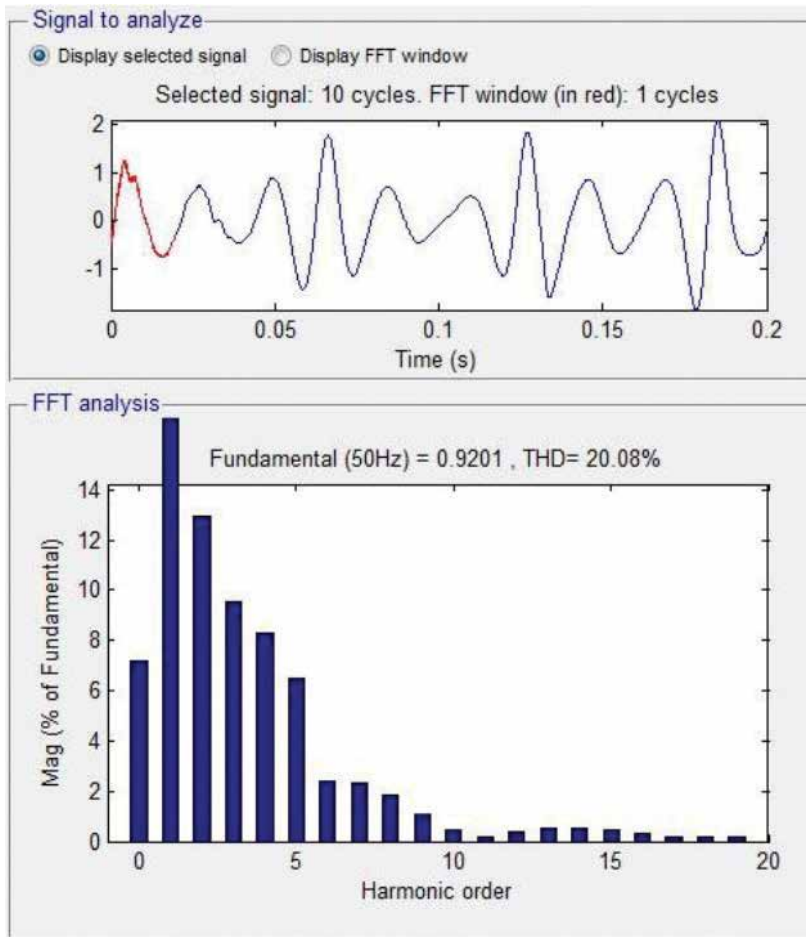 Signal to analyze
Display selected signal Display FFT window
Selected signal: 10 cycles. FFT window (in red): 1 cycles
2
1
0
-1
0 0.05 0.1 0.15 0.2
Time (s)
FFT analysis
Fundamental (50Hz) = 0.9201 , THD= 20.08%
Mag (% of Fundamental)
14
12
10
8
6
4
2
0
0 5 10 15 20
Harmonic order